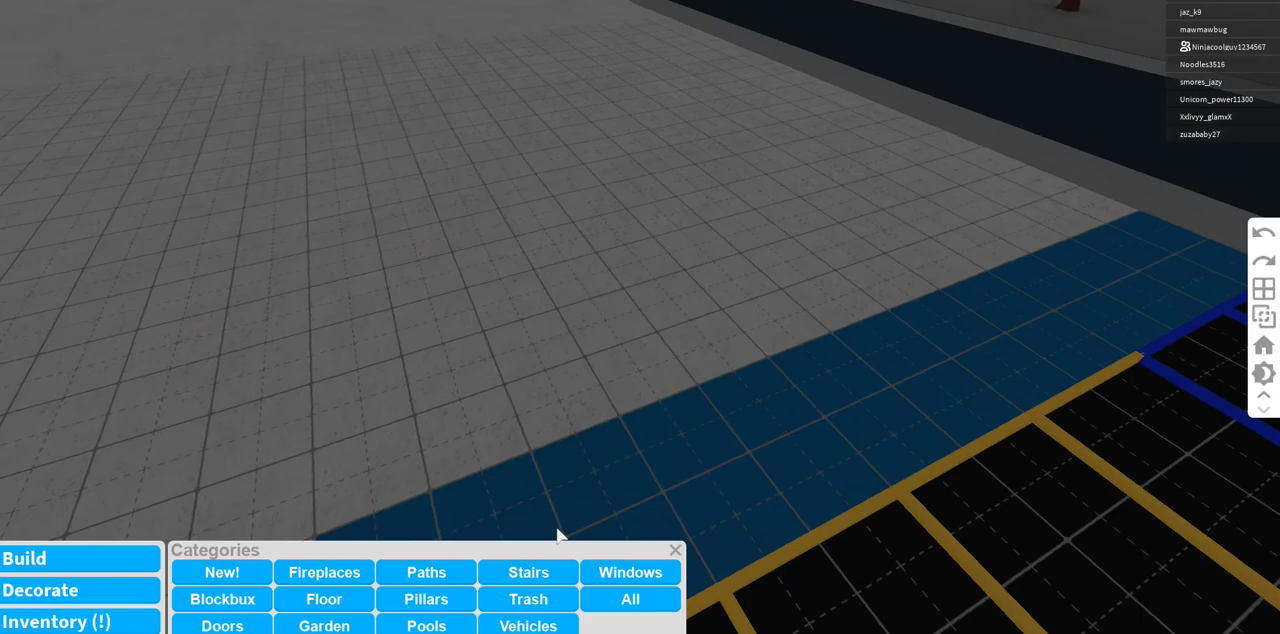 jaz_k9
mawmawbug
Ninjacoolguy1234567
Noodles3516
smores_jazy
Unicorn_power11300
Xxlivyy_glamxX
zuzababy27
Build
Decorate
Inventory (!)
Categories
New! Fireplaces Paths Stairs Windows
Blockbux Floor Pillars Trash All
Doors Garden Pools Vehicles